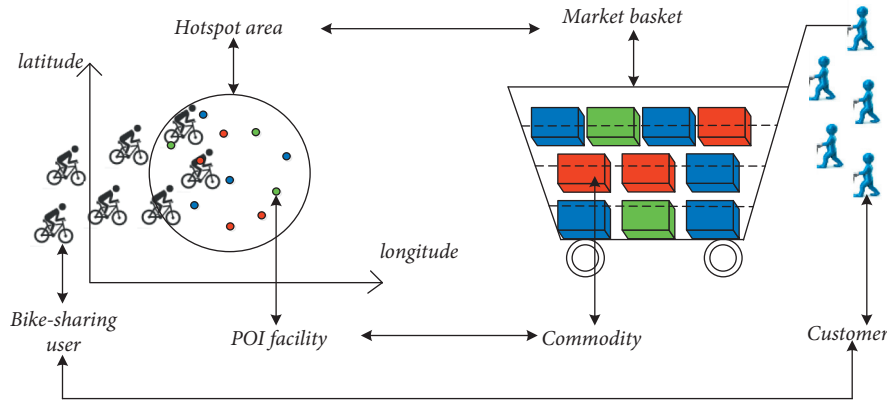 Hotspot area
Market basket
latitude
longitude
Bike-sharing
user
POI facility
Commodity
Customer